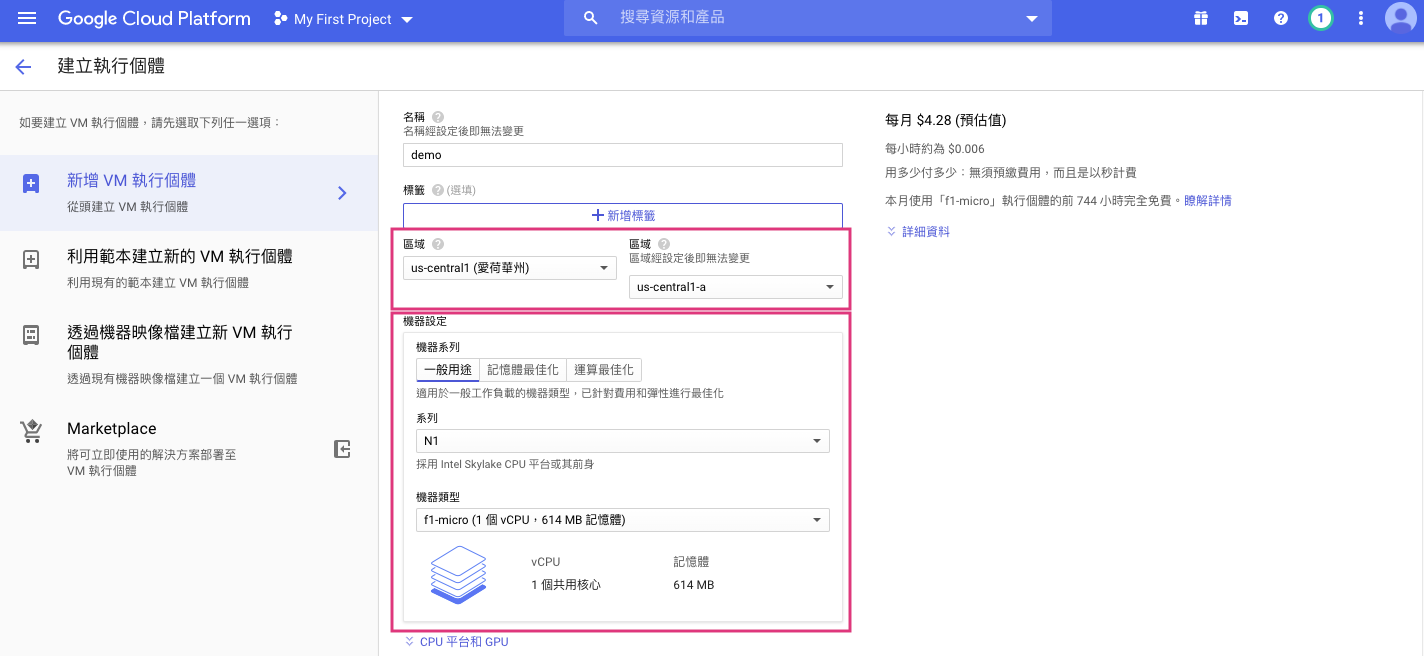 Google Cloud Platform
My First Project
搜尋資源和產品
1
建立執行個體
如要建立 VM 執行個體，請先選取下列任一選項：
新增 VM 執行個體
從頭建立 VM 執行個體
利用範本建立新的 VM 執行個體
利用現有的範本建立 VM 執行個體
透過機器映像檔建立新 VM 執行
個體
透過現有機器映像檔建立一個 VM 執行個體
Marketplace
將可立即使用的解決方案部署至
VM 執行個體
名稱
名稱經設定後即無法變更
demo
標籤 (選填)
新增標籤
區域
us-central1 (愛荷華州)
區域
區域經設定後即無法變更
us-central1-a
機器設定
機器系列
一般用途 記憶體最佳化 運算最佳化
適用於一般工作負載的機器類型，已針對費用和彈性進行最佳化
系列
N1
採用 Intel Skylake CPU 平台或其前身
機器類型
f1-micro (1 個 vCPU，614 MB 記憶體)
vCPU
1 個共用核心
記憶體
614 MB
CPU 平台和 GPU
每月 $4.28 (預估值)
每小時約為 $0.006
用多少付多少：無須預繳費用，而且是以秒計費
本月使用「f1-micro」執行個體的前 744 小時完全免費。瞭解詳情
詳細資料